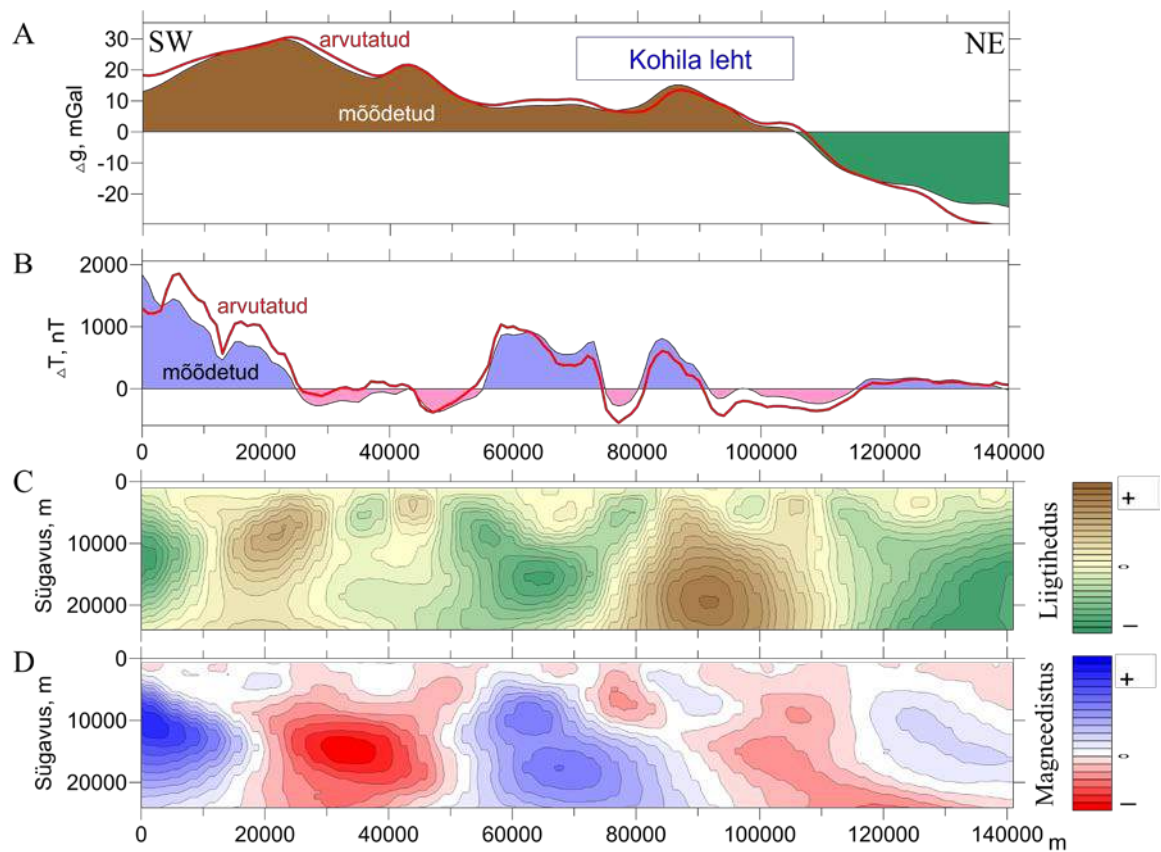 A
SW
arvutatud
Kohila leht
NE
mõõdetud
△g, mGal
30
20
10
0
-10
-20
B
△T, nT
2000
1000
0
arvutatud
mõõdetud
0 20000 40000 60000 80000 100000 120000 140000
C
Sügavus, m
0
10000
20000
Liigtihedus
+
0
–
D
Sügavus, m
0
10000
20000
Magneedistus
+
0
–
0 20000 40000 60000 80000 100000 120000 140000 m